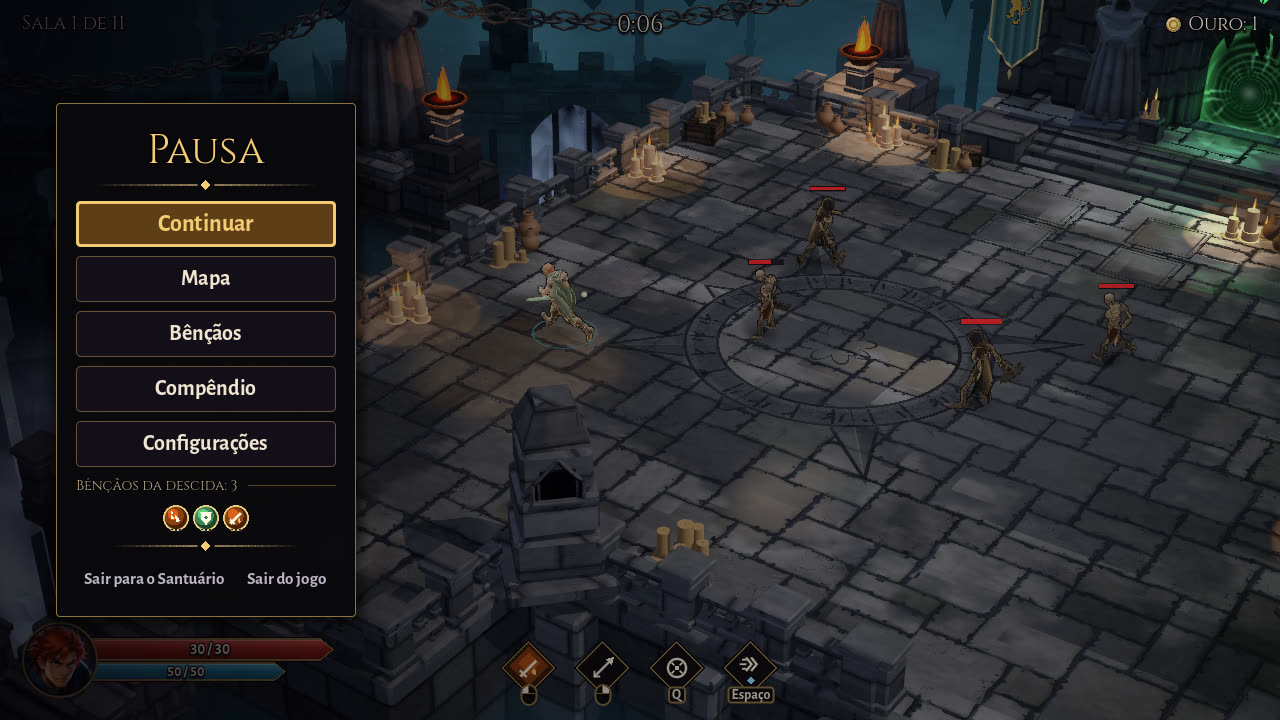 Sala 1 de 11
0:06
Ouro: 1
Pausa
Continuar
Mapa
Bênçãos
Compêndio
Configurações
Bênçãos da descida: 3
Sair para o Santuário
Sair do jogo
30/30
50/50
Q
Espaço